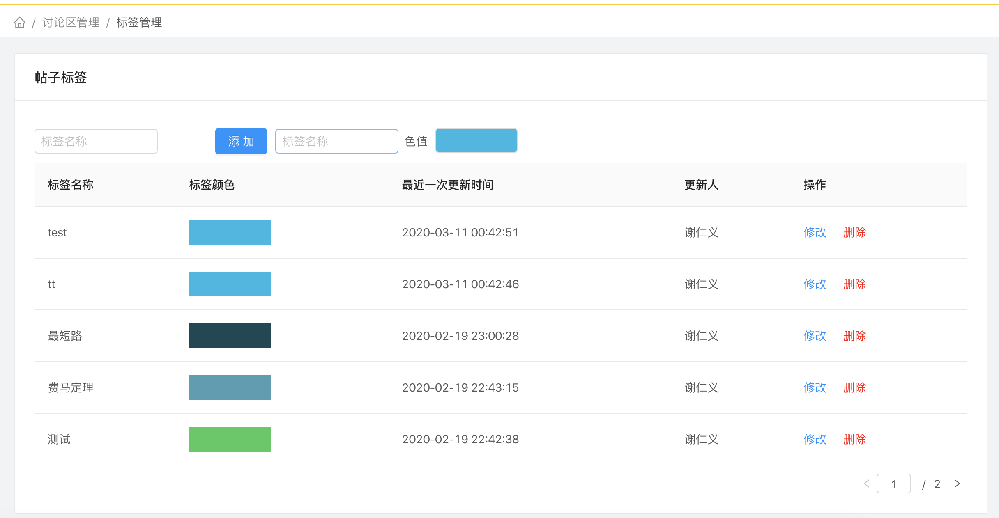 / 讨论区管理 / 标签管理
帖子标签
标签名称 添 加 标签名称 色值
标签名称 标签颜色 最近一次更新时间 更新人 操作
test 2020-03-11 00:42:51 谢仁义 修改 删除
tt 2020-03-11 00:42:46 谢仁义 修改 删除
最短路 2020-02-19 23:00:28 谢仁义 修改 删除
费马定理 2020-02-19 22:43:15 谢仁义 修改 删除
测试 2020-02-19 22:42:38 谢仁义 修改 删除
< 1 / 2 >